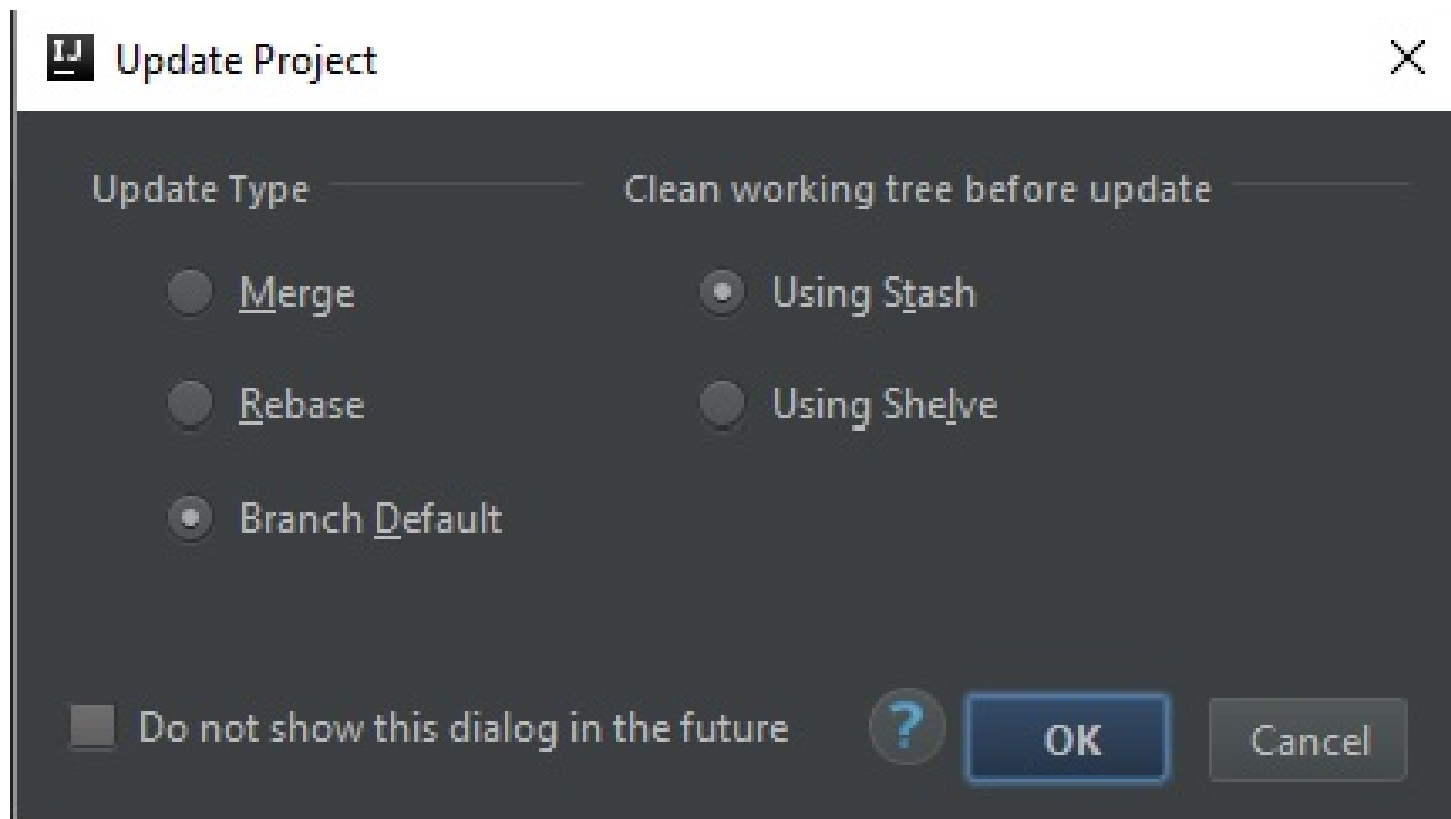 IJ
Update Project
Update Type
Clean working tree before update
Merge
Using Stash
Rebase
Using Shelve
Branch Default
Do not show this dialog in the future
?
OK
Cancel